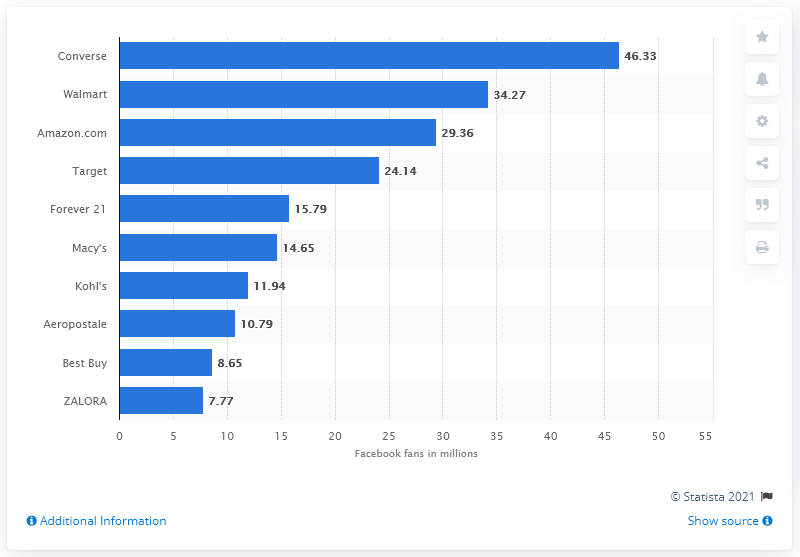 Converse 46.33
Walmart 34.27
Amazon.com 29.36
Target 24.14
Forever 21 15.79
Macy's 14.65
Kohl's 11.94
Aeropostale 10.79
Best Buy 8.65
ZALORA 7.77
0 5 10 15 20 25 30 35 40 45 50 55
Facebook fans in millions
© Statista 2021
Additional Information Show source